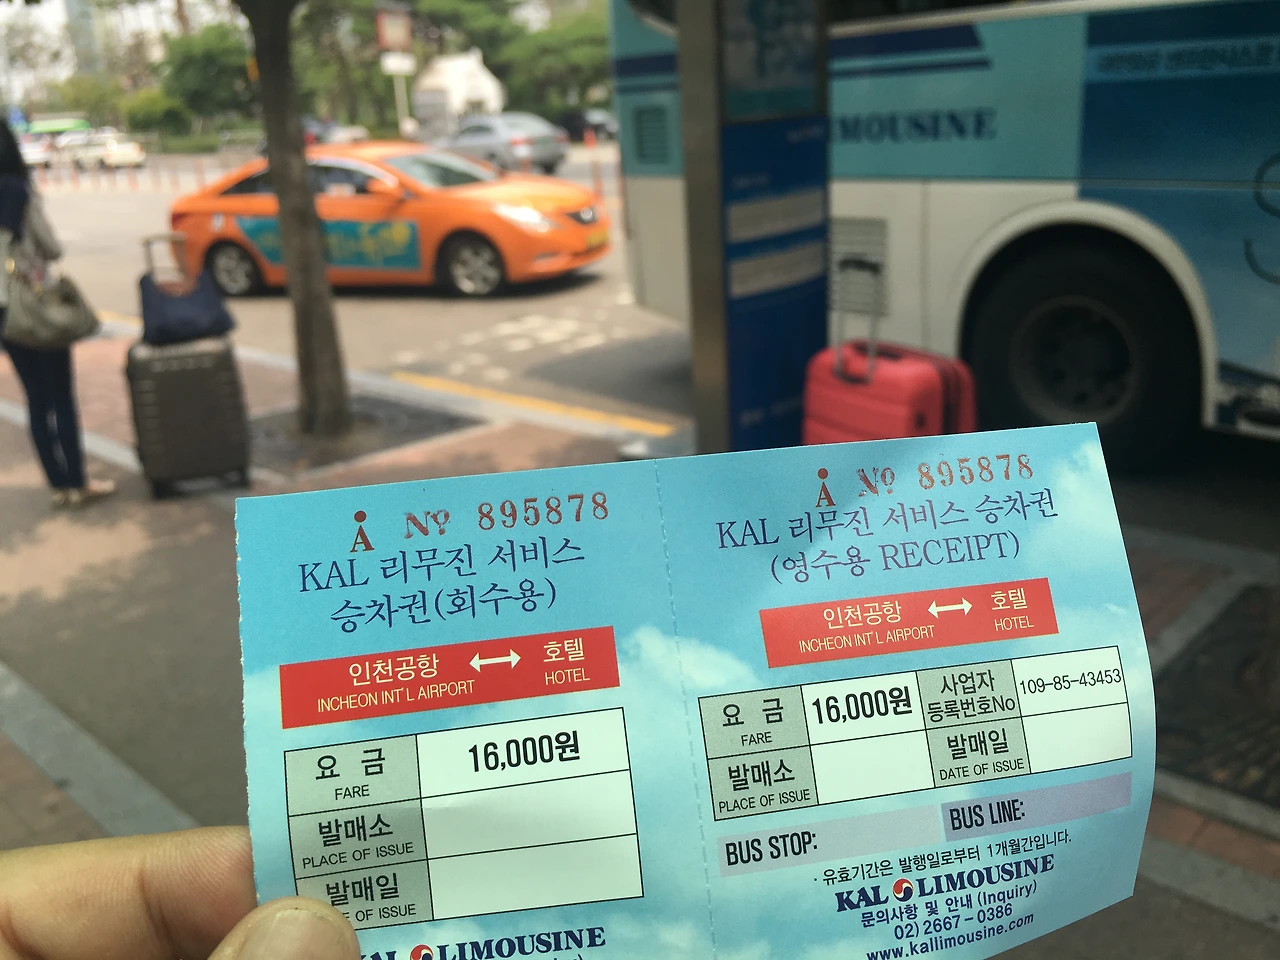 MOUSINE
Å Nº 895878
KAL 리무진 서비스
승차권(회수용)
인천공항 ↔ 호텔
INCHEON INT'L AIRPORT HOTEL
요 금 16,000원
FARE
발매소
PLACE OF ISSUE
발매일
E OF ISSUE
KAL LIMOUSINE
Å Nº 895878
KAL 리무진 서비스 승차권
(영수용 RECEIPT)
인천공항 ↔ 호텔
INCHEON INT'L AIRPORT HOTEL
요 금 16,000원 사업자 109-85-43453
FARE 등록번호No
발매소 발매일
PLACE OF ISSUE DATE OF ISSUE
BUS STOP: BUS LINE:
· 유효기간은 발행일로부터 1개월간입니다.
KAL LIMOUSINE
문의사항 및 안내 (Inquiry)
02) 2667-0386
www.kallimousine.com